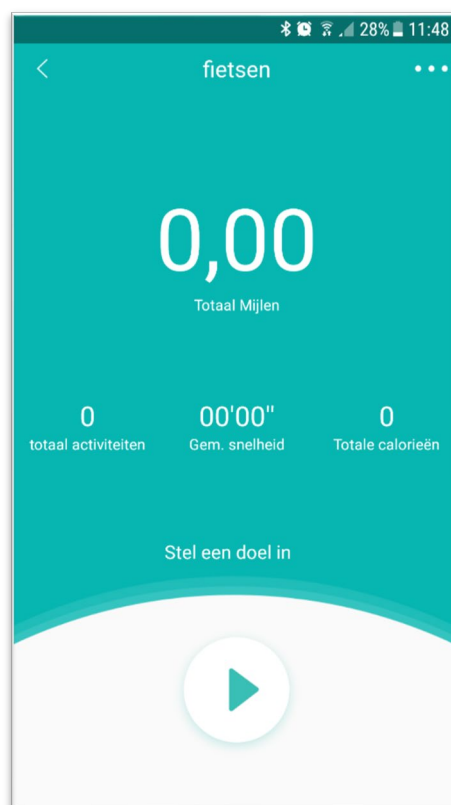 28% 11:48
fietsen
0,00
Totaal Mijlen
0 00'00" 0
totaal activiteiten Gem. snelheid Totale calorieën
Stel een doel in